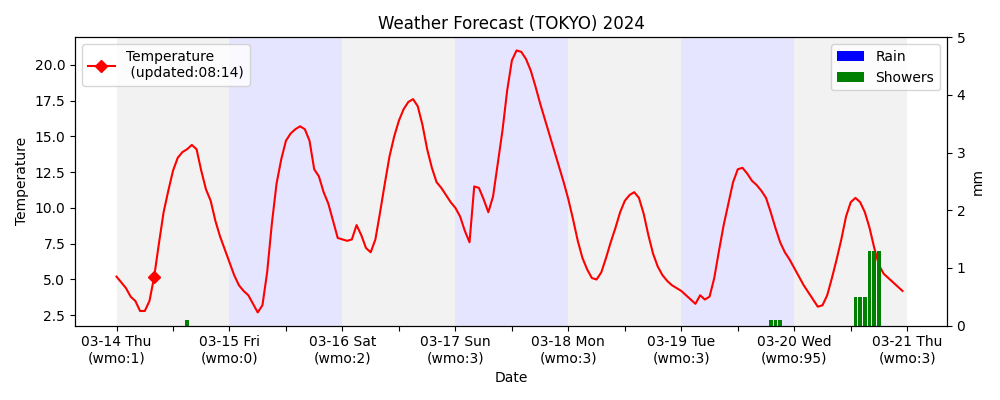 Weather Forecast (TOKYO) 2024
Temperature
(updated:08:14)
Rain
Showers
20.0
17.5
15.0
12.5
10.0
7.5
5.0
2.5
Temperature
5
4
3
2
1
0
mm
03-14 Thu
(wmo:1)
03-15 Fri
(wmo:0)
03-16 Sat
(wmo:2)
03-17 Sun
(wmo:3)
03-18 Mon
(wmo:3)
03-19 Tue
(wmo:3)
03-20 Wed
(wmo:95)
03-21 Thu
(wmo:3)
Date